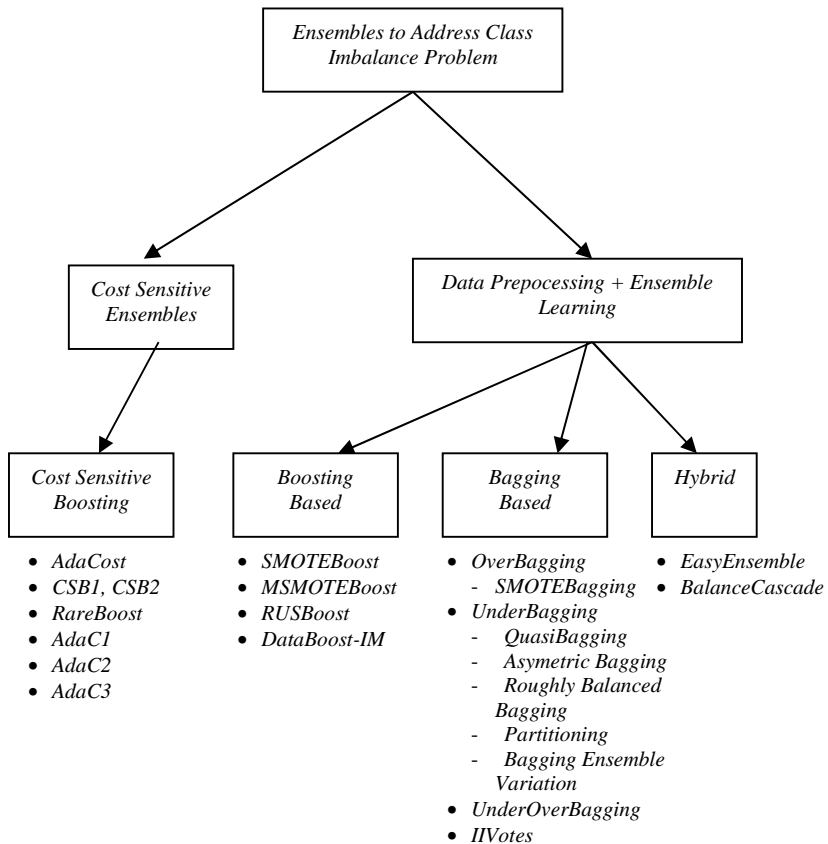 Ensembles to Address Class
Imbalance Problem
Cost Sensitive
Ensembles
Data Prepocessing + Ensemble
Learning
Cost Sensitive
Boosting
• AdaCost
• CSB1, CSB2
• RareBoost
• AdaC1
• AdaC2
• AdaC3
Boosting
Based
• SMOTEBoost
• MSMOTEBoost
• RUSBoost
• DataBoost-IM
Bagging
Based
• OverBagging
- SMOTEBagging
• UnderBagging
- QuasiBagging
- Asymetric Bagging
- Roughly Balanced
Bagging
- Partitioning
- Bagging Ensemble
Variation
• UnderOverBagging
• IIVotes
Hybrid
• EasyEnsemble
• BalanceCascade